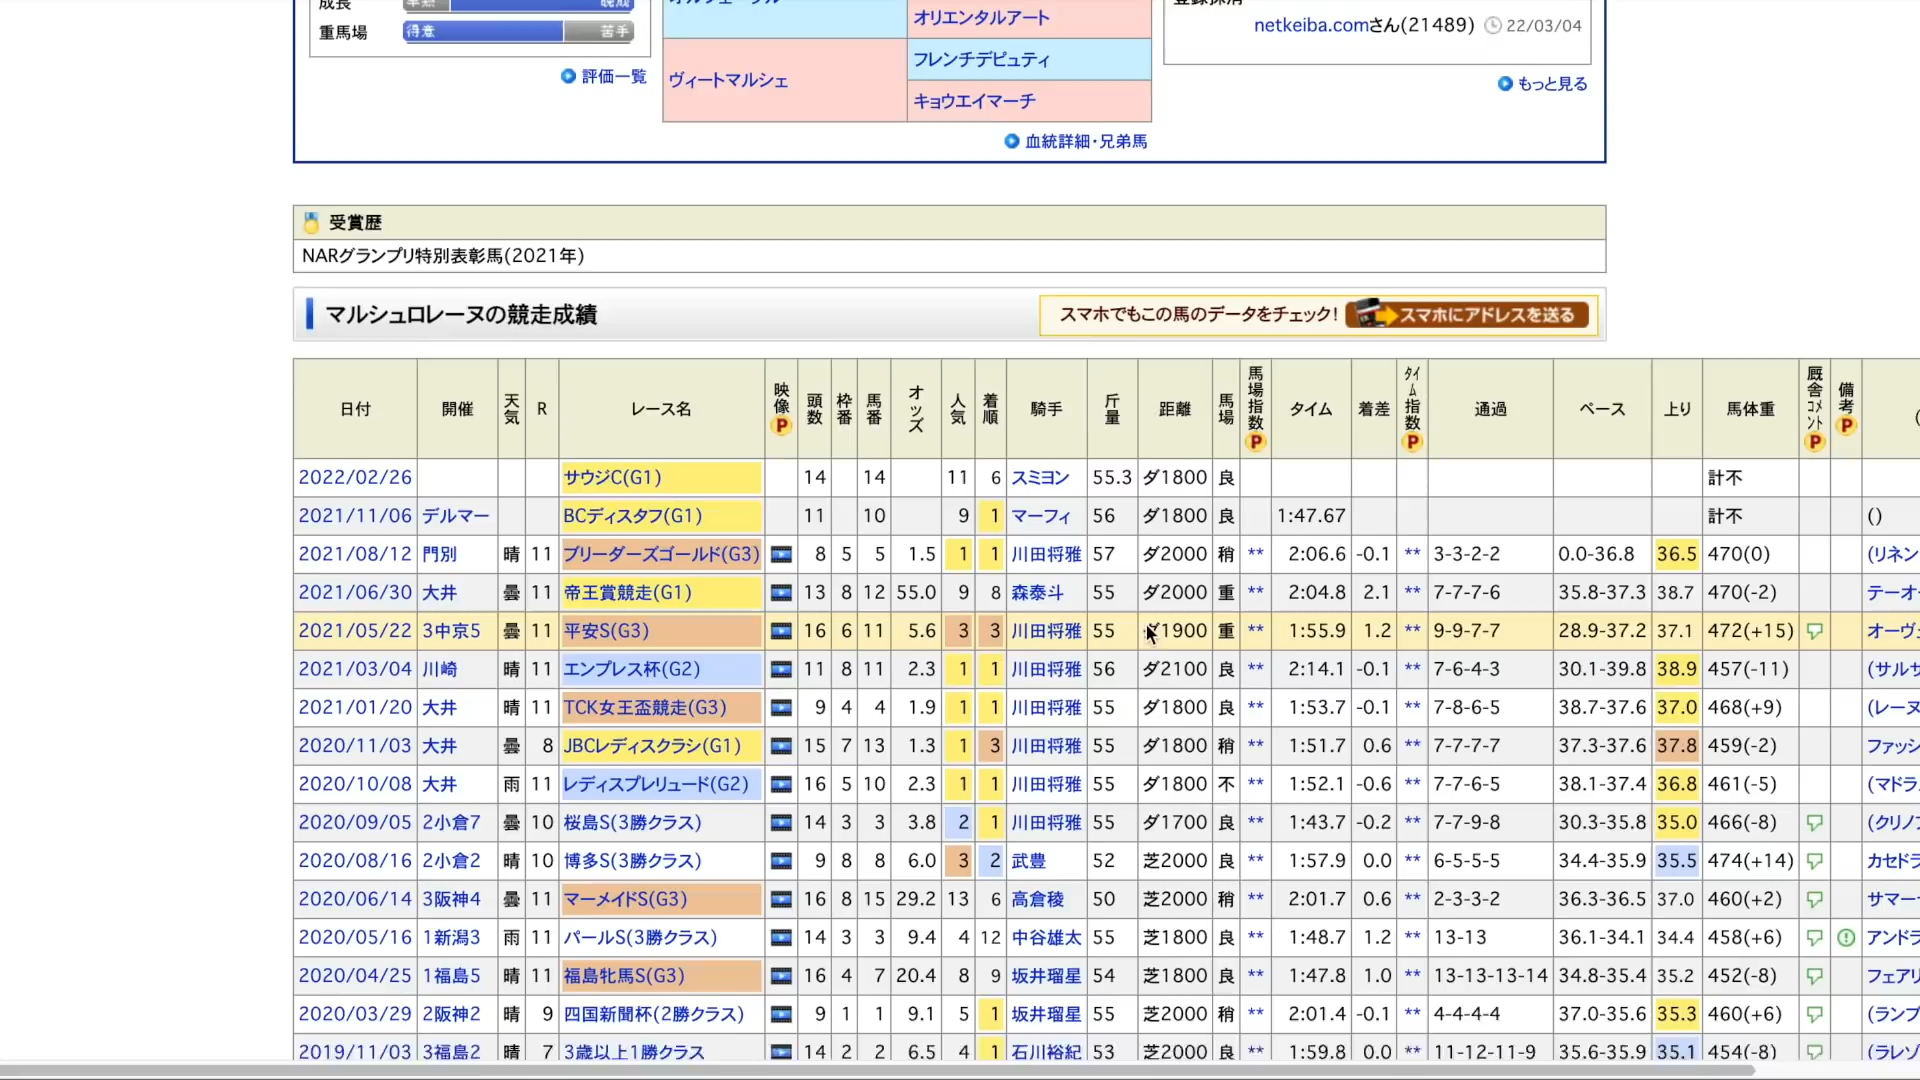 成長 早熟 晩成
重馬場 得意 苦手
評価一覧
オリエンタルアート
ヴィートマルシェ
フレンチデピュティ
キョウエイマーチ
血統詳細・兄弟馬
netkeiba.comさん(21489) 22/03/04
もっと見る
受賞歴
NARグランプリ特別表彰馬(2021年)
マルシュロレーヌの競走成績
スマホでもこの馬のデータをチェック! スマホにアドレスを送る
日付 開催 天気 R レース名 映像P 頭数 枠番 馬番 オッズ 人気 着順 騎手 斤量 距離 馬場 馬場指数P タイム 着差 タイム指数P 通過 ペース 上り 馬体重 厩舎コメントP 備考P
2022/02/26 サウジC(G1) 14 14 11 6 スミヨン 55.3 ダ1800 良 計不
2021/11/06 デルマー BCディスタフ(G1) 11 10 9 1 マーフィ 56 ダ1800 良 1:47.67 計不 ()
2021/08/12 門別 晴 11 ブリーダーズゴールド(G3) 8 5 5 1.5 1 1 川田将雅 57 ダ2000 稍 ** 2:06.6 -0.1 ** 3-3-2-2 0.0-36.8 36.5 470(0) (リネン
2021/06/30 大井 曇 11 帝王賞競走(G1) 13 8 12 55.0 9 8 森泰斗 55 ダ2000 重 ** 2:04.8 2.1 ** 7-7-7-6 35.8-37.3 38.7 470(-2) テーオー
2021/05/22 3中京5 曇 11 平安S(G3) 16 6 11 5.6 3 3 川田将雅 55 ダ1900 重 ** 1:55.9 1.2 ** 9-9-7-7 28.9-37.2 37.1 472(+15) オーヴェ
2021/03/04 川崎 晴 11 エンプレス杯(G2) 11 8 11 2.3 1 1 川田将雅 56 ダ2100 良 ** 2:14.1 -0.1 ** 7-6-4-3 30.1-39.8 38.9 457(-11) (サルサ
2021/01/20 大井 晴 11 TCK女王盃競走(G3) 9 4 4 1.9 1 1 川田将雅 55 ダ1800 良 ** 1:53.7 -0.1 ** 7-8-6-5 38.7-37.6 37.0 468(+9) (レーヌ
2020/11/03 大井 曇 8 JBCレディスクラシ(G1) 15 7 13 1.3 1 3 川田将雅 55 ダ1800 稍 ** 1:51.7 0.6 ** 7-7-7-7 37.3-37.6 37.8 459(-2) ファッシ
2020/10/08 大井 雨 11 レディスプレリュード(G2) 16 5 10 2.3 1 1 川田将雅 55 ダ1800 不 ** 1:52.1 -0.6 ** 7-7-6-5 38.1-37.4 36.8 461(-5) (マドラ
2020/09/05 2小倉7 曇 10 桜島S(3勝クラス) 14 3 3 3.8 2 1 川田将雅 55 ダ1700 良 ** 1:43.7 -0.2 ** 7-7-9-8 30.3-35.8 35.0 466(-8) (クリノ
2020/08/16 2小倉2 晴 10 博多S(3勝クラス) 9 8 8 6.0 3 2 武豊 52 芝2000 良 ** 1:57.9 0.0 ** 6-5-5-5 34.4-35.9 35.5 474(+14) カセドラ
2020/06/14 3阪神4 曇 11 マーメイドS(G3) 16 8 15 29.2 13 6 高倉稜 50 芝2000 稍 ** 2:01.7 0.6 ** 2-3-3-2 36.3-36.5 37.0 460(+2) サマー
2020/05/16 1新潟3 雨 11 パールS(3勝クラス) 14 3 3 9.4 4 12 中谷雄太 55 芝1800 良 ** 1:48.7 1.2 ** 13-13 36.1-34.1 34.4 458(+6) アンドラ
2020/04/25 1福島5 晴 11 福島牝馬S(G3) 16 4 7 20.4 8 9 坂井瑠星 54 芝1800 良 ** 1:47.8 1.0 ** 13-13-13-14 34.8-35.4 35.2 452(-8) フェアリ
2020/03/29 2阪神2 晴 9 四国新聞杯(2勝クラス) 9 1 1 9.1 5 1 坂井瑠星 55 芝2000 稍 ** 2:01.4 -0.1 ** 4-4-4-4 37.0-35.6 35.3 460(+6) (ランプ
2019/11/03 3福島2 晴 7 3歳以上1勝クラス 14 2 2 6.5 4 1 石川裕紀 53 芝2000 良 ** 1:59.8 0.0 ** 11-12-11-9 35.6-35.9 35.1 454(-8) (ラレゾ